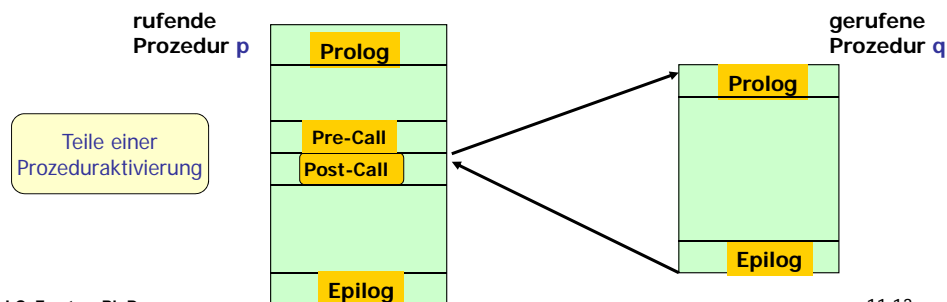 rufende
Prozedur p
gerufene
Prozedur q
Prolog
Prolog
Teile einer
Prozeduraktivierung
Pre-Call
Post-Call
Epilog
Epilog